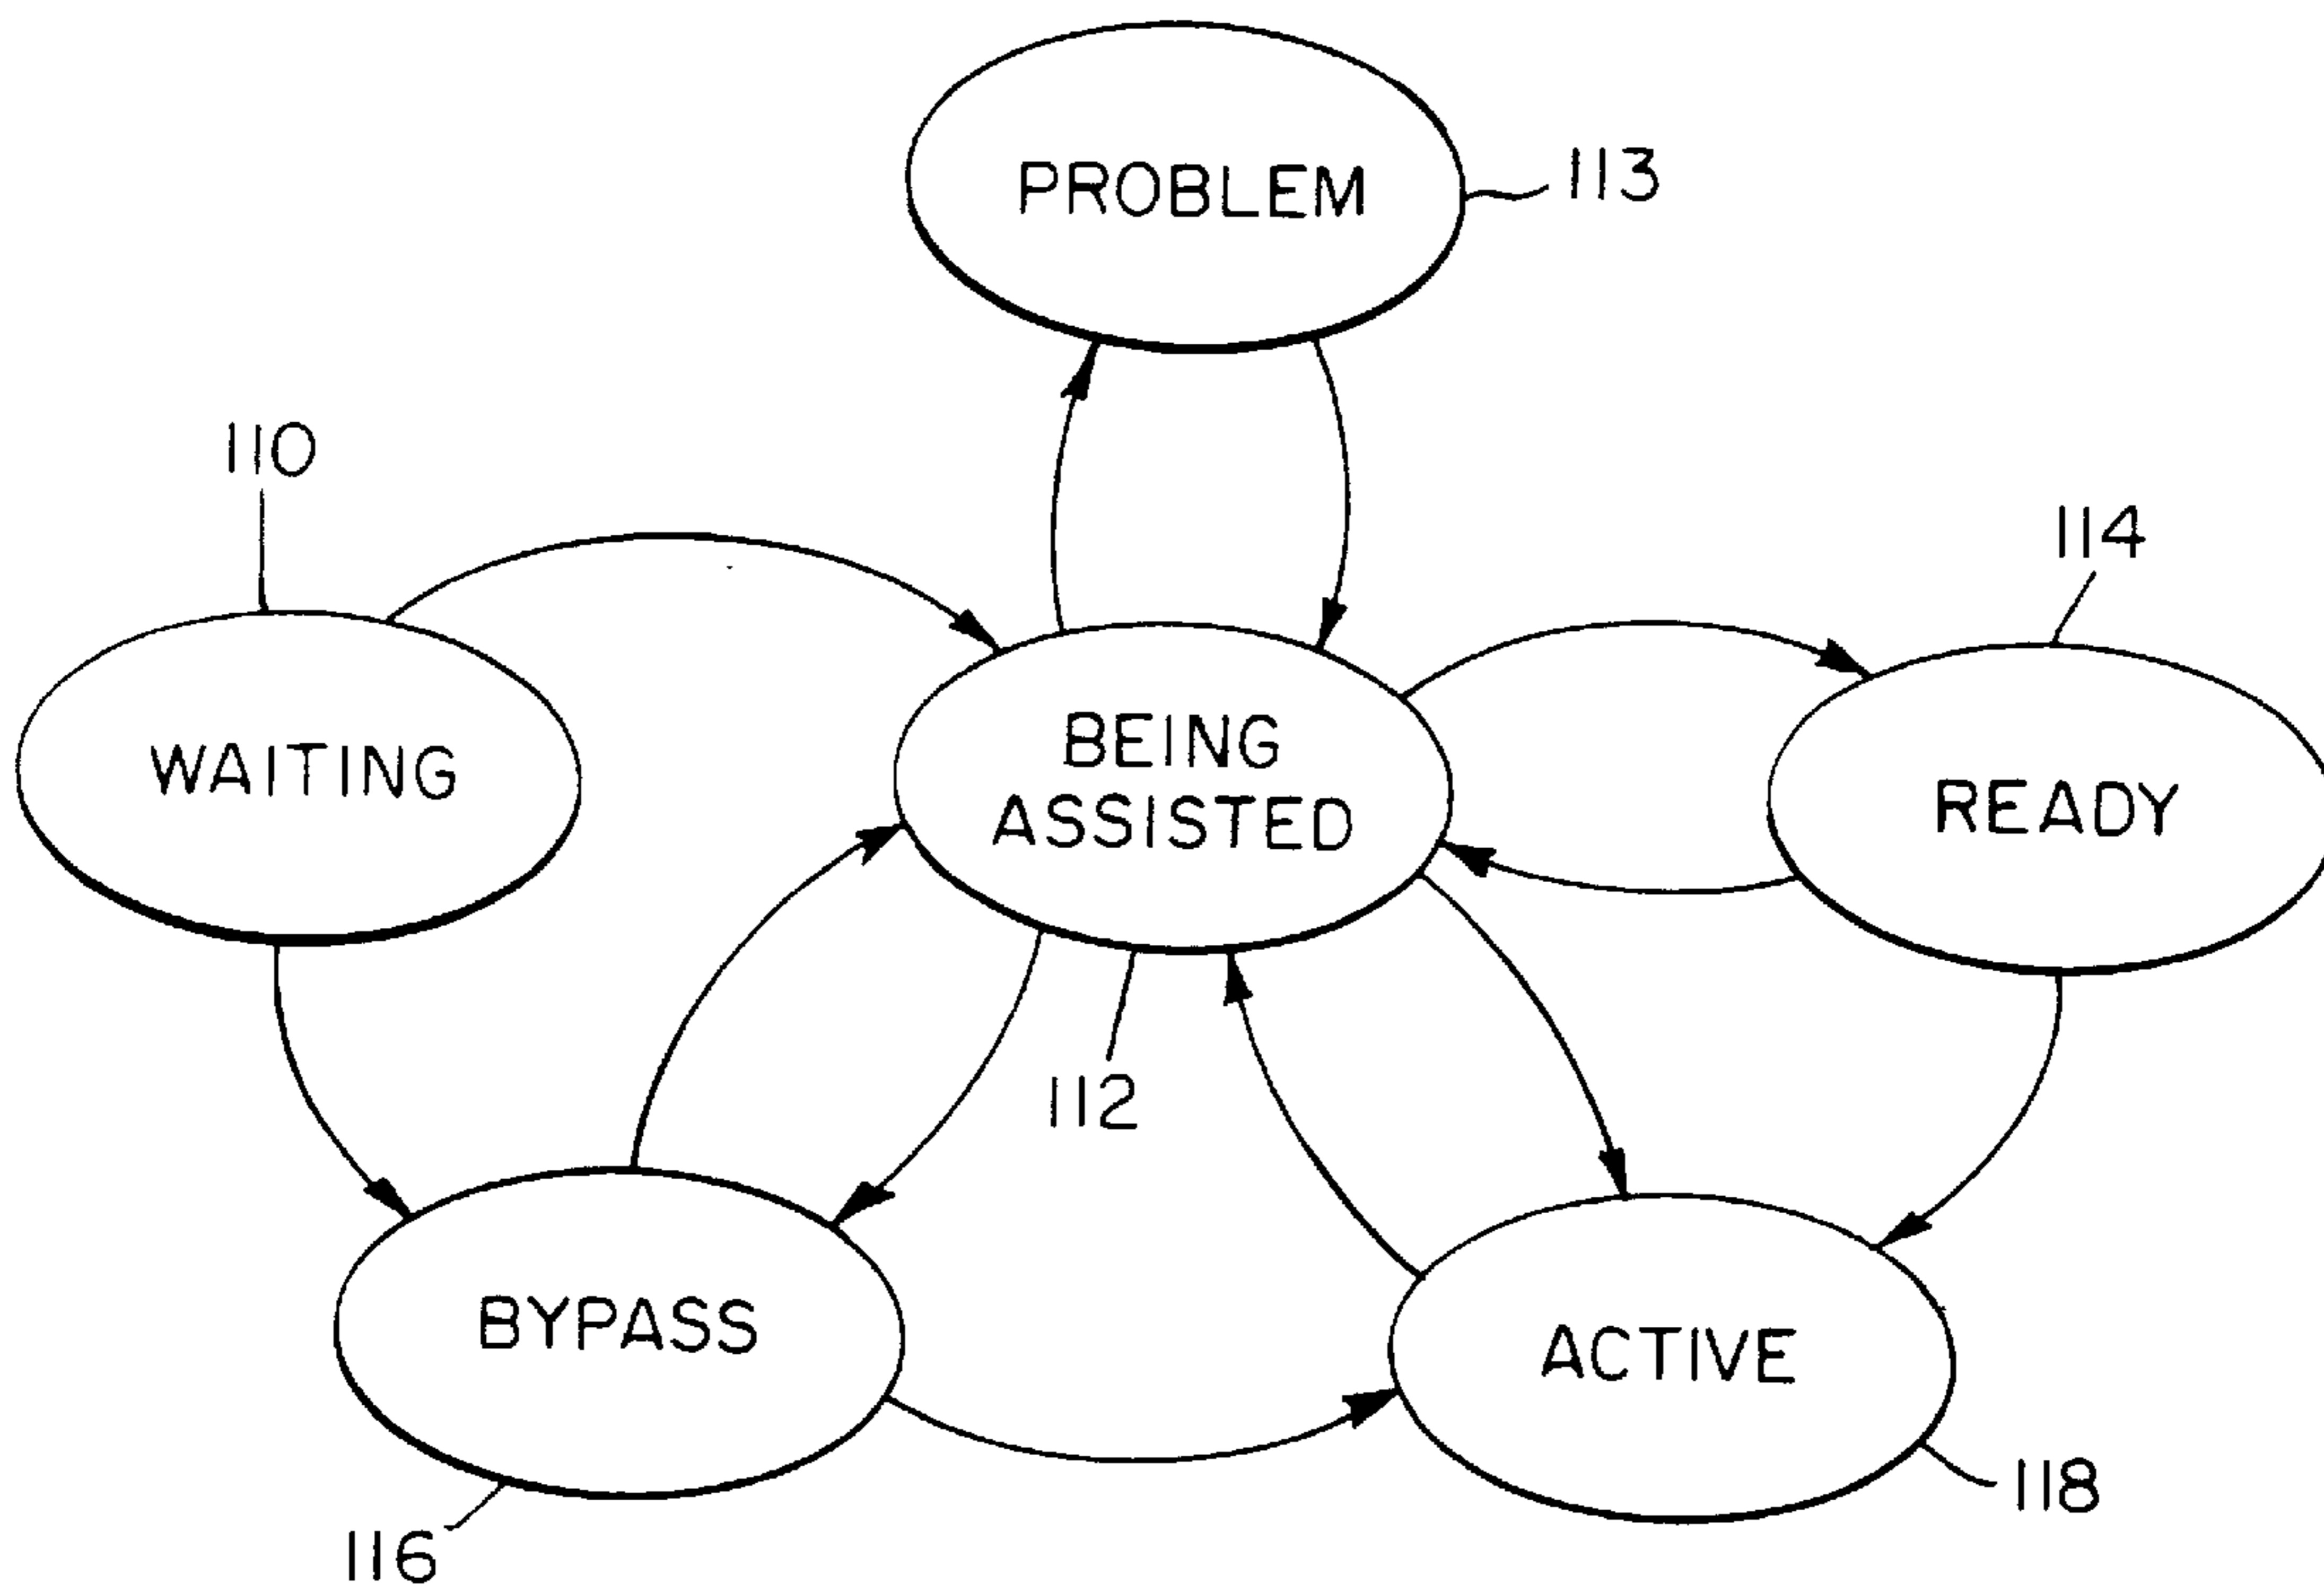 PROBLEM
113
110
114
WAITING
BEING
ASSISTED
READY
112
BYPASS
ACTIVE
118
116